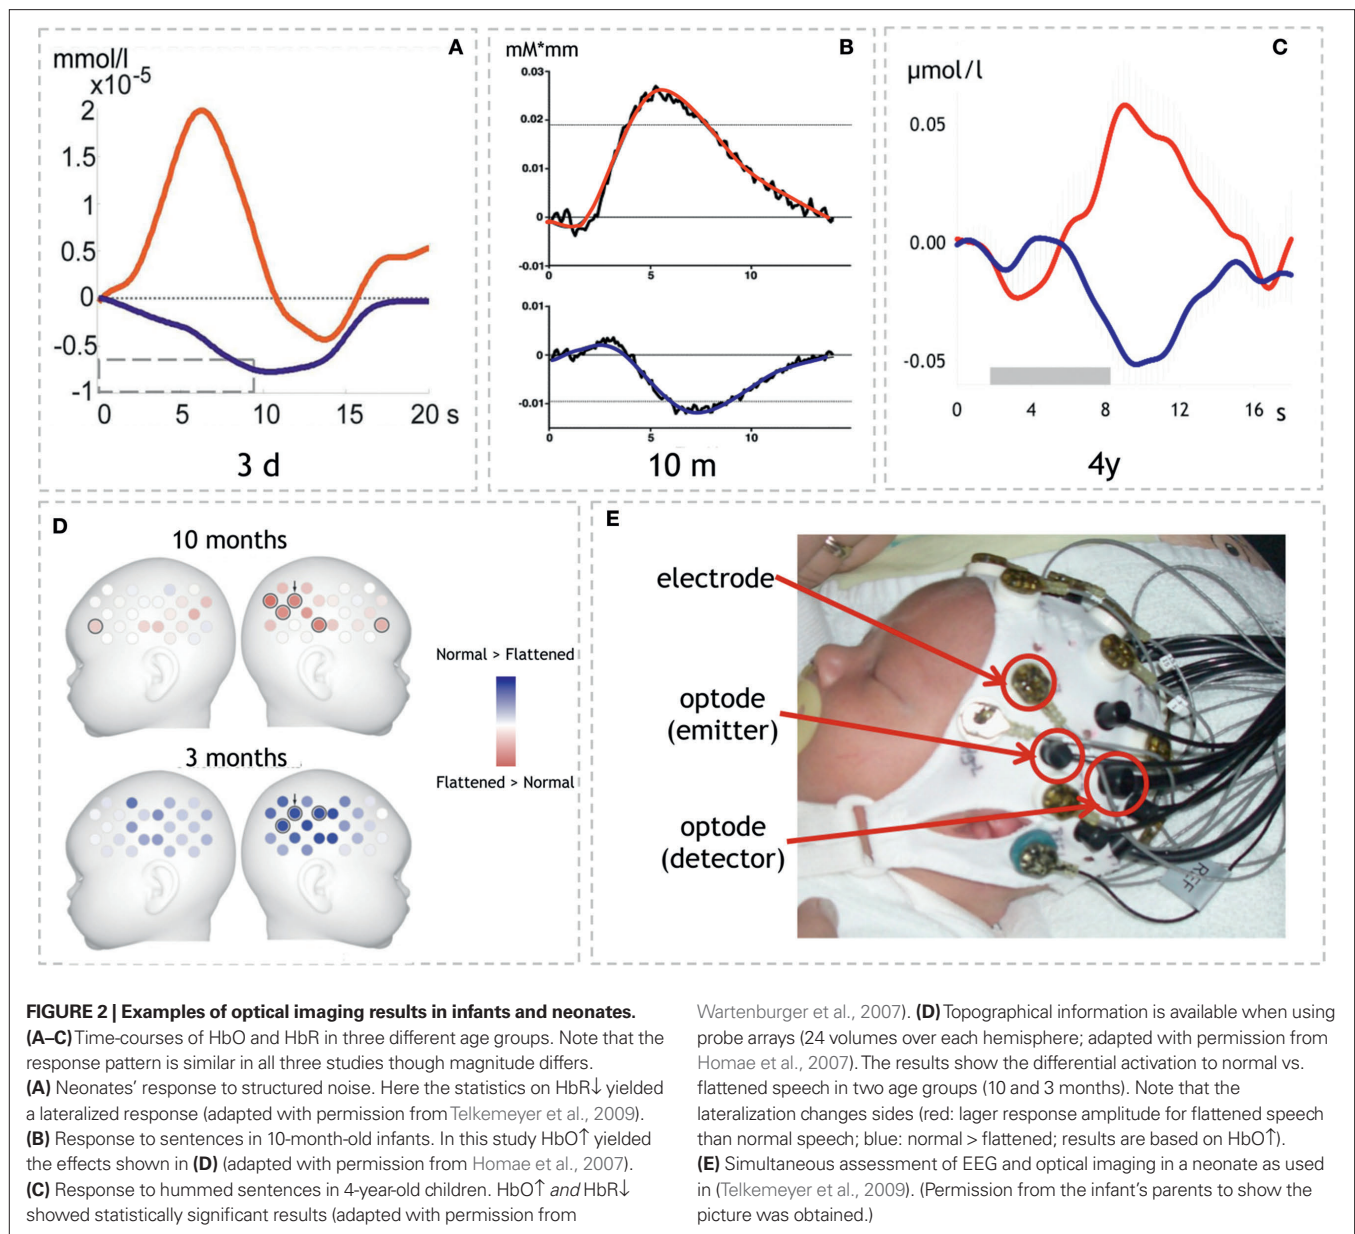 A
mmol/l
x10-5
2
1.5
1
0.5
0
-0.5
-1
0 5 10 15 20 s
3 d
B
mM*mm
0.03
0.02
0.01
0
-0.01
0 5 10
0.01
0
-0.01
0 5 10
10 m
C
µmol/l
0.05
0.00
-0.05
0 4 8 12 16 s
4y
D
10 months
Normal > Flattened
3 months
Flattened > Normal
E
electrode
optode
(emitter)
optode
(detector)
REF
FIGURE 2 | Examples of optical imaging results in infants and neonates.
(A–C) Time-courses of HbO and HbR in three different age groups. Note that the
response pattern is similar in all three studies though magnitude differs.
(A) Neonates’ response to structured noise. Here the statistics on HbR↓ yielded
a lateralized response (adapted with permission from Telkemeyer et al., 2009).
(B) Response to sentences in 10-month-old infants. In this study HbO↑ yielded
the effects shown in (D) (adapted with permission from Homae et al., 2007).
(C) Response to hummed sentences in 4-year-old children. HbO↑ and HbR↓
showed statistically significant results (adapted with permission from
Wartenburger et al., 2007). (D) Topographical information is available when using
probe arrays (24 volumes over each hemisphere; adapted with permission from
Homae et al., 2007). The results show the differential activation to normal vs.
flattened speech in two age groups (10 and 3 months). Note that the
lateralization changes sides (red: lager response amplitude for flattened speech
than normal speech; blue: normal > flattened; results are based on HbO↑).
(E) Simultaneous assessment of EEG and optical imaging in a neonate as used
in (Telkemeyer et al., 2009). (Permission from the infant’s parents to show the
picture was obtained.)